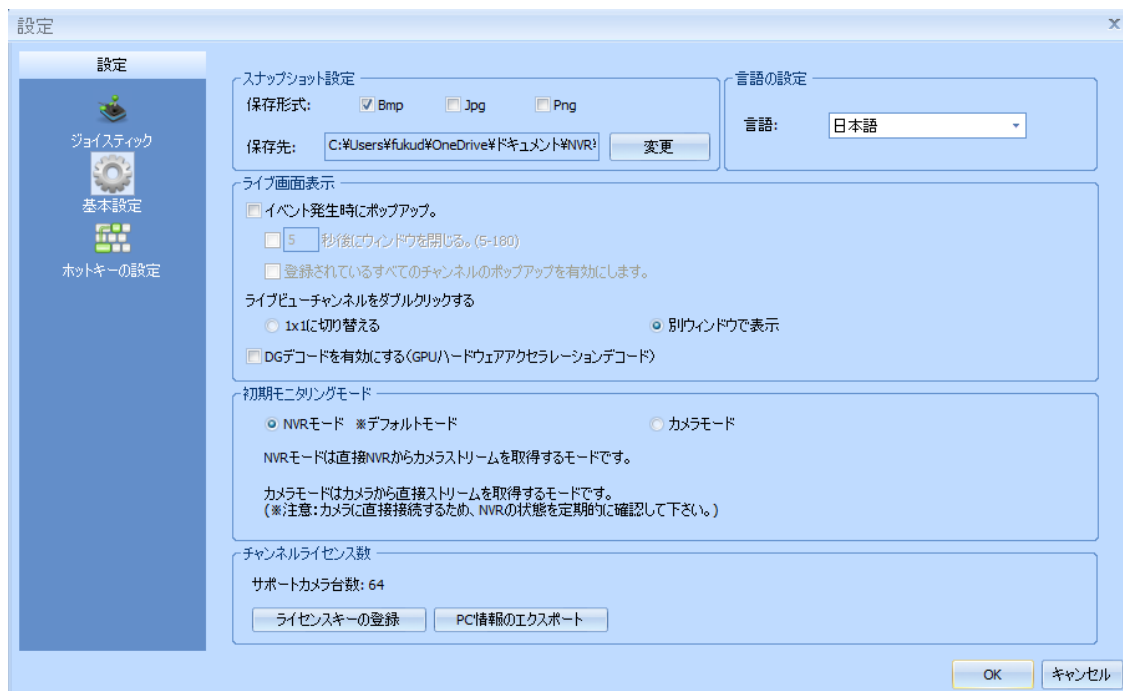 設定
x
設定
ジョイスティック
基本設定
ホットキーの設定
スナップショット設定
保存形式: Bmp Jpg Png
保存先: C:¥Users¥fukud¥OneDrive¥ドキュメント¥NVR 変更
言語の設定
言語: 日本語
ライブ画面表示
イベント発生時にポップアップ。
5 秒後にウィンドウを閉じる。(5-180)
登録されているすべてのチャンネルのポップアップを有効にします。
ライブビューチャンネルをダブルクリックする
1x1に切り替える 別ウィンドウで表示
DGデコードを有効にする(GPUハードウェアアクセラレーションデコード)
初期モニタリングモード
NVRモード ※デフォルトモード カメラモード
NVRモードは直接NVRからカメラストリームを取得するモードです。
カメラモードはカメラから直接ストリームを取得するモードです。
(※注意:カメラに直接接続するため、NVRの状態を定期的に確認して下さい。)
チャンネルライセンス数
サポートカメラ台数: 64
ライセンスキーの登録 PC情報のエクスポート
OK キャンセル